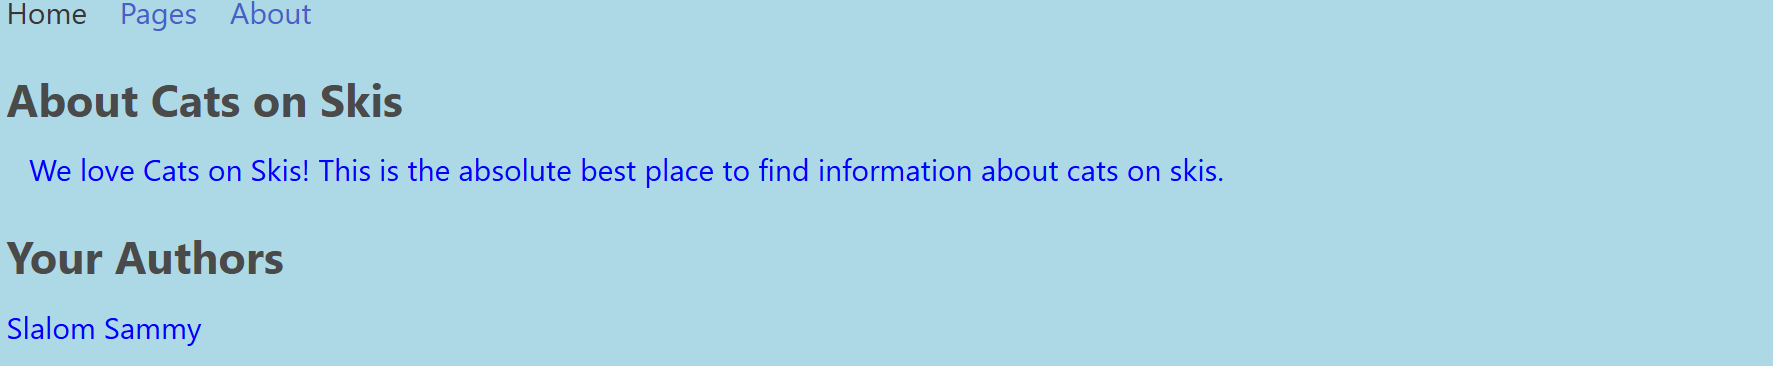 Home Pages About
About Cats on Skis
We love Cats on Skis! This is the absolute best place to find information about cats on skis.
Your Authors
Slalom Sammy